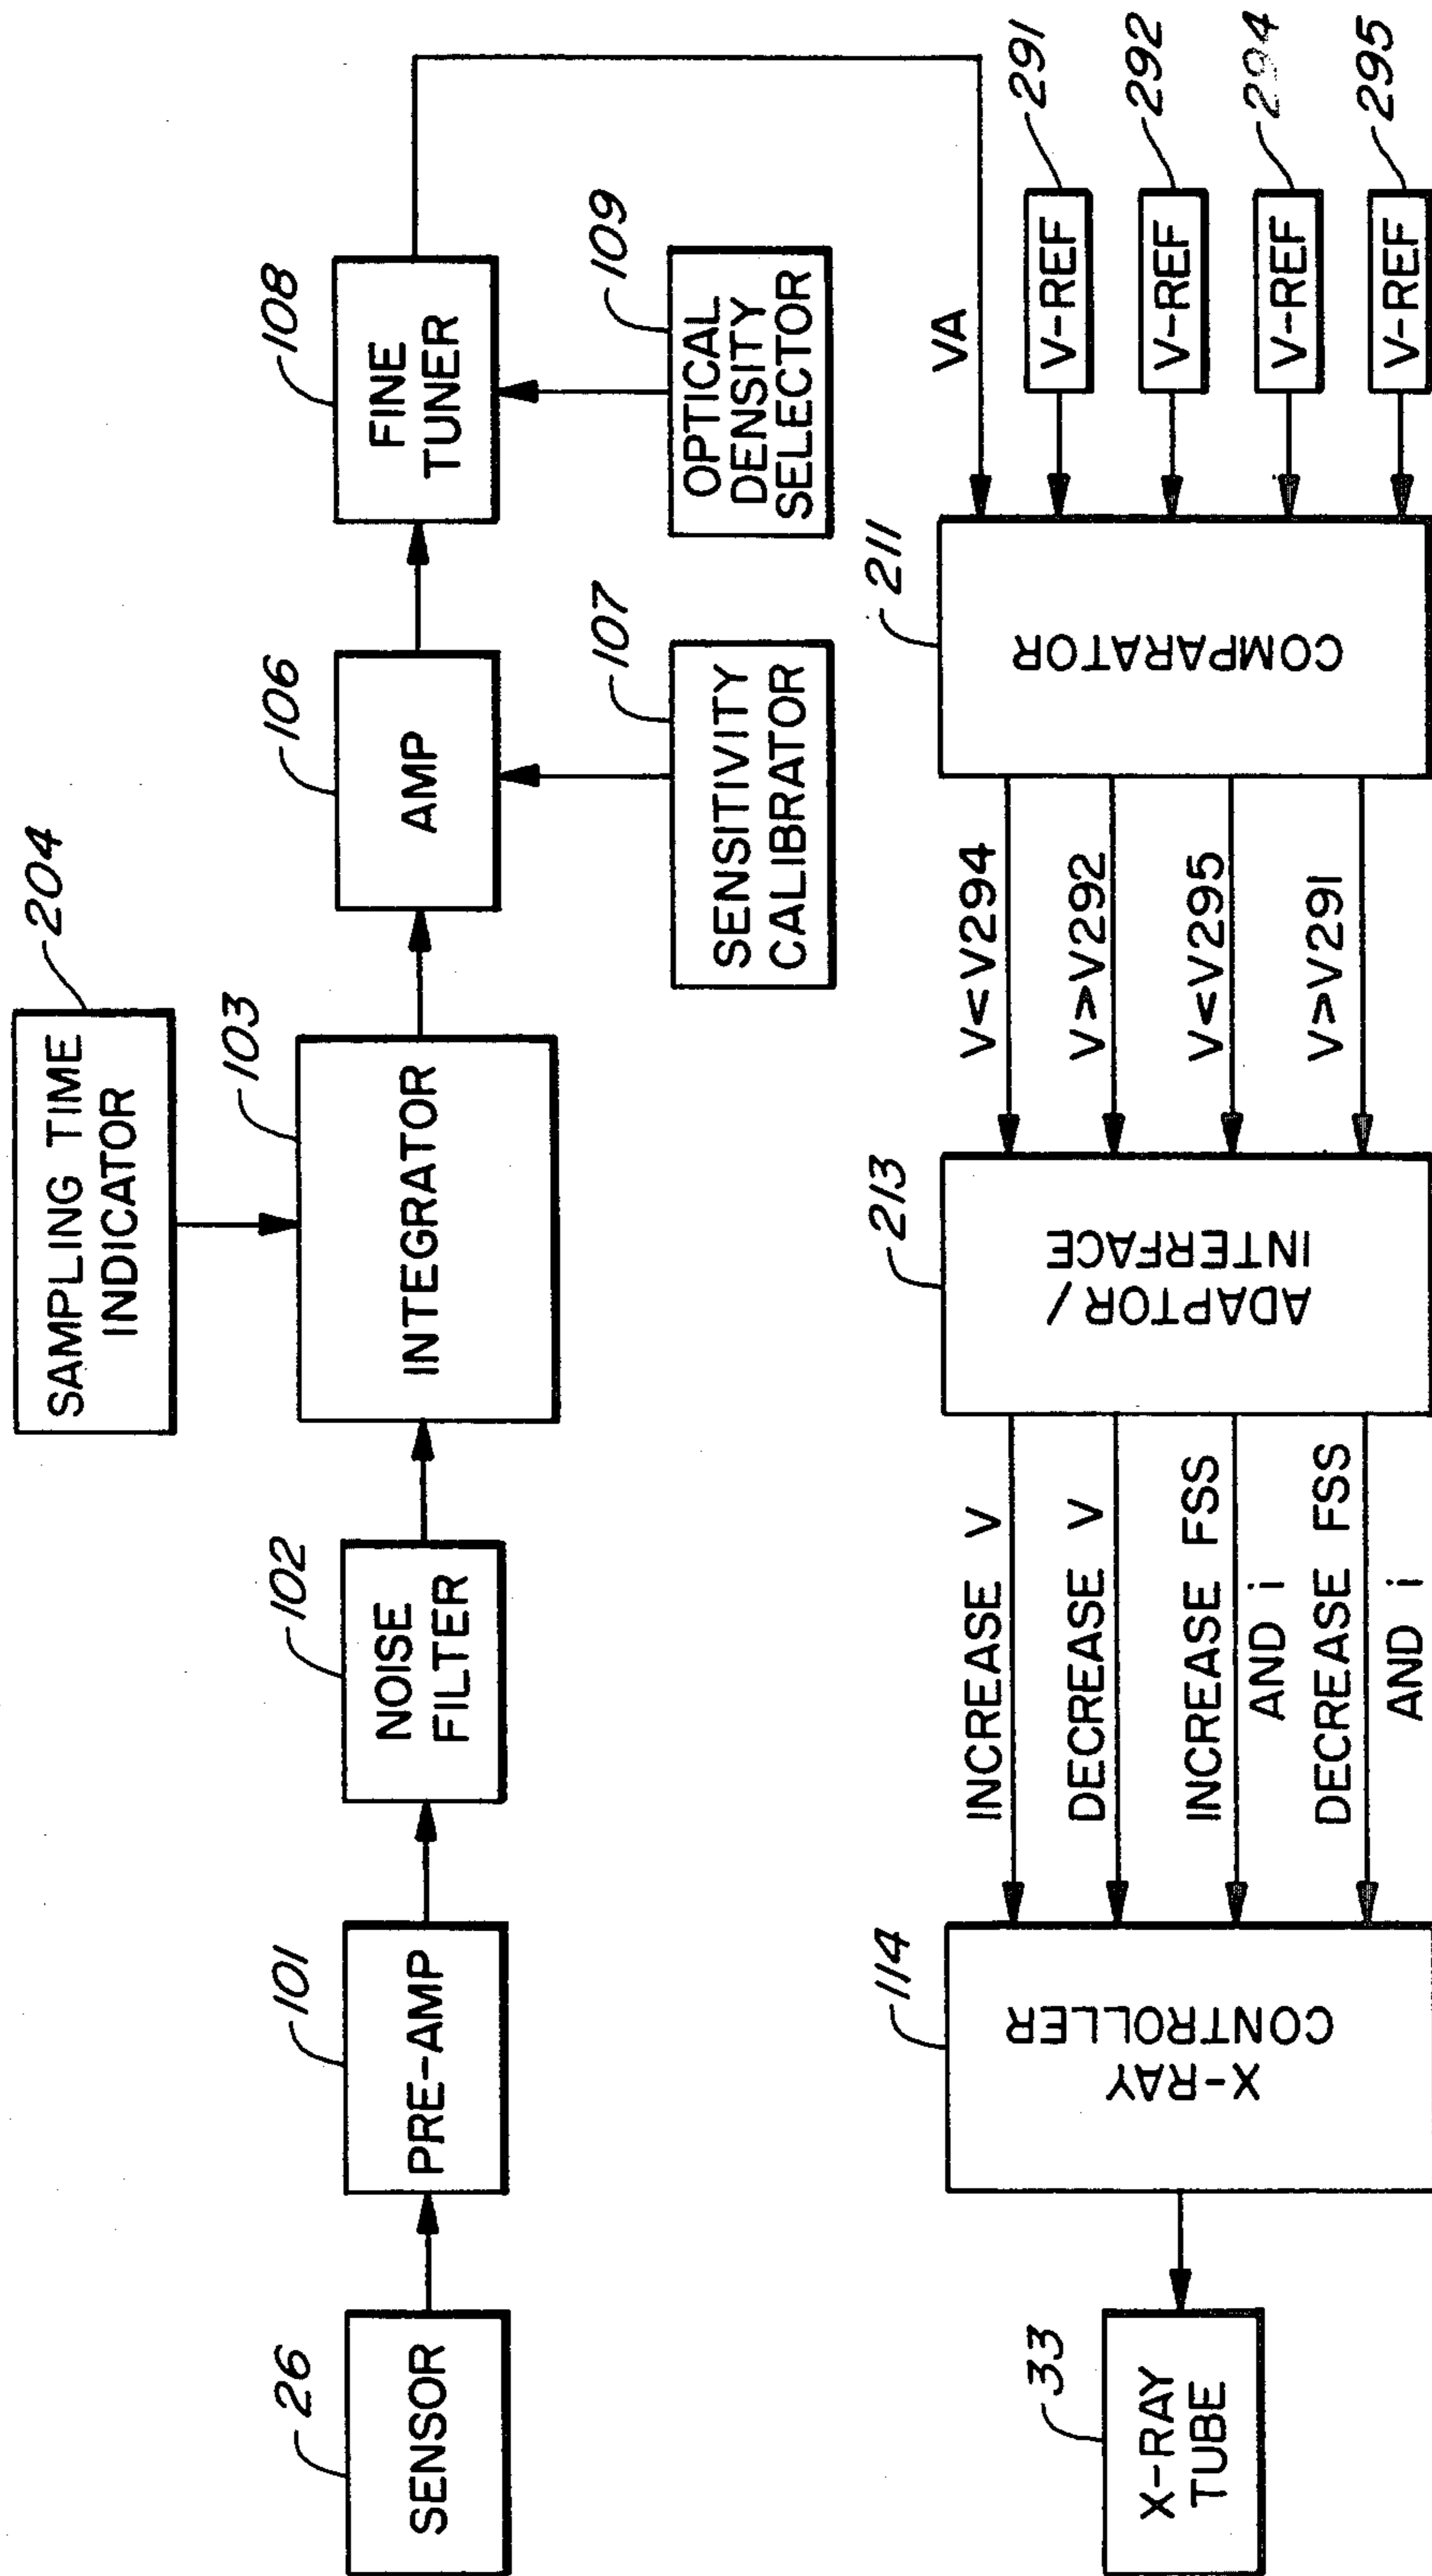 SAMPLING TIME
INDICATOR
204
26
SENSOR
101
PRE-AMP
102
NOISE
FILTER
103
INTEGRATOR
106
AMP
107
SENSITIVITY
CALIBRATOR
108
FINE
TUNER
109
OPTICAL
DENSITY
SELECTOR
VA
V-REF
291
V-REF
292
V-REF
294
V-REF
295
211
COMPARATOR
V<V294
V>V292
V<V295
V>V291
213
ADAPTOR/
INTERFACE
INCREASE V
DECREASE V
INCREASE FSS
AND i
DECREASE FSS
AND i
114
X-RAY
CONTROLLER
33
X-RAY
TUBE